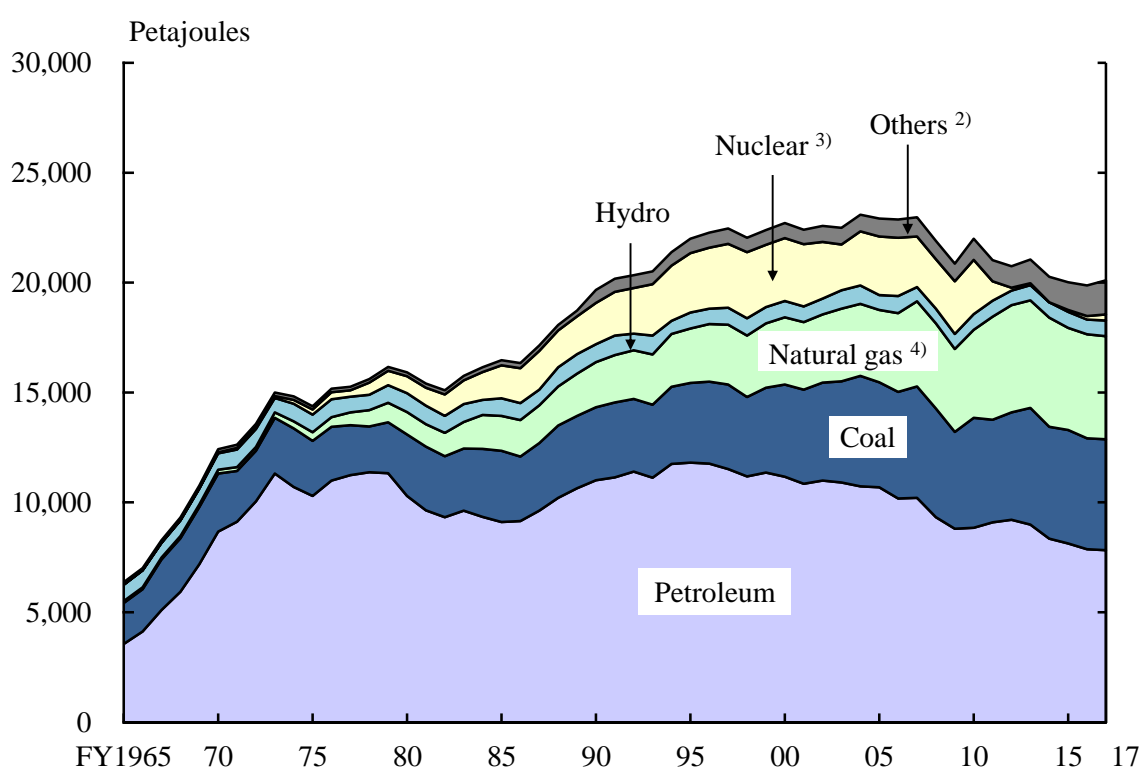 Petajoules
30,000
25,000
20,000
15,000
10,000
5,000
0
Others 2)
Nuclear 3)
Hydro
Natural gas 4)
Coal
Petroleum
FY1965 70 75 80 85 90 95 00 05 10 15 17